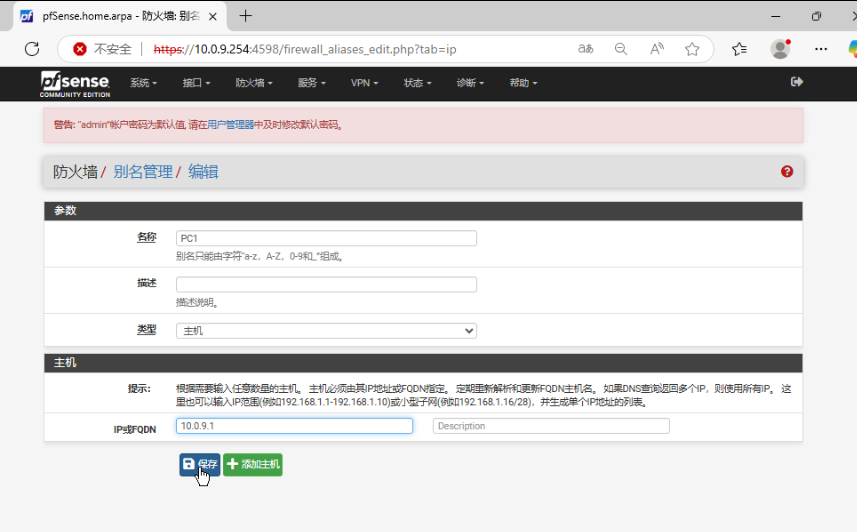 pfSense.home.arpa - 防火墙: 别名
不安全 https://10.0.9.254:4598/firewall_aliases_edit.php?tab=ip
pfsense 系统 接口 防火墙 服务 VPN 状态 诊断 帮助
COMMUNITY EDITION
警告: "admin"帐户密码为默认值, 请在用户管理器中及时修改默认密码。
防火墙 / 别名管理 / 编辑
参数
名称 PC1
别名只能由字符"a-z，A-Z，0-9和_"组成。
描述
描述说明。
类型 主机
主机
提示: 根据需要输入任意数量的主机。 主机必须由其IP地址或FQDN指定。 定期重新解析和更新FQDN主机名。 如果DNS查询返回多个IP，则使用所有IP。 这
里也可以输入IP范围(例如192.168.1.1-192.168.1.10)或小型子网(例如192.168.1.16/28)，并生成单个IP地址的列表。
IP或FQDN 10.0.9.1 Description
保存 添加主机